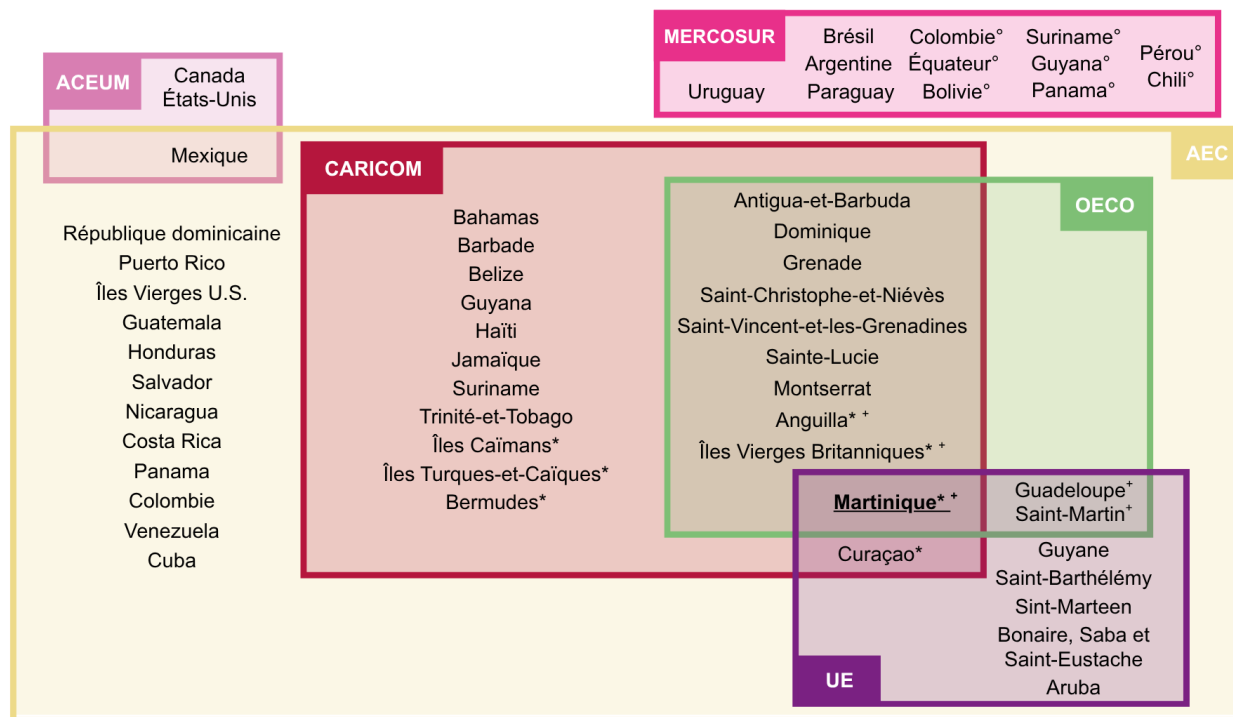 MERCOSUR
Uruguay
Brésil
Argentine
Paraguay
Colombie°
Équateur°
Bolivie°
Suriname°
Guyana°
Panama°
Pérou°
Chili°
ACEUM
Canada
États-Unis
Mexique
AEC
République dominicaine
Puerto Rico
Îles Vierges U.S.
Guatemala
Honduras
Salvador
Nicaragua
Costa Rica
Panama
Colombie
Venezuela
Cuba
CARICOM
Bahamas
Barbade
Belize
Guyana
Haïti
Jamaïque
Suriname
Trinité-et-Tobago
Îles Caïmans*
Îles Turques-et-Caïques*
Bermudes*
OECO
Antigua-et-Barbuda
Dominique
Grenade
Saint-Christophe-et-Niévès
Saint-Vincent-et-les-Grenadines
Sainte-Lucie
Montserrat
Anguilla* +
Îles Vierges Britanniques* +
Martinique* +
Curaçao*
Guadeloupe+
Saint-Martin+
Guyane
Saint-Barthélémy
Sint-Marteen
Bonaire, Saba et
Saint-Eustache
Aruba
UE